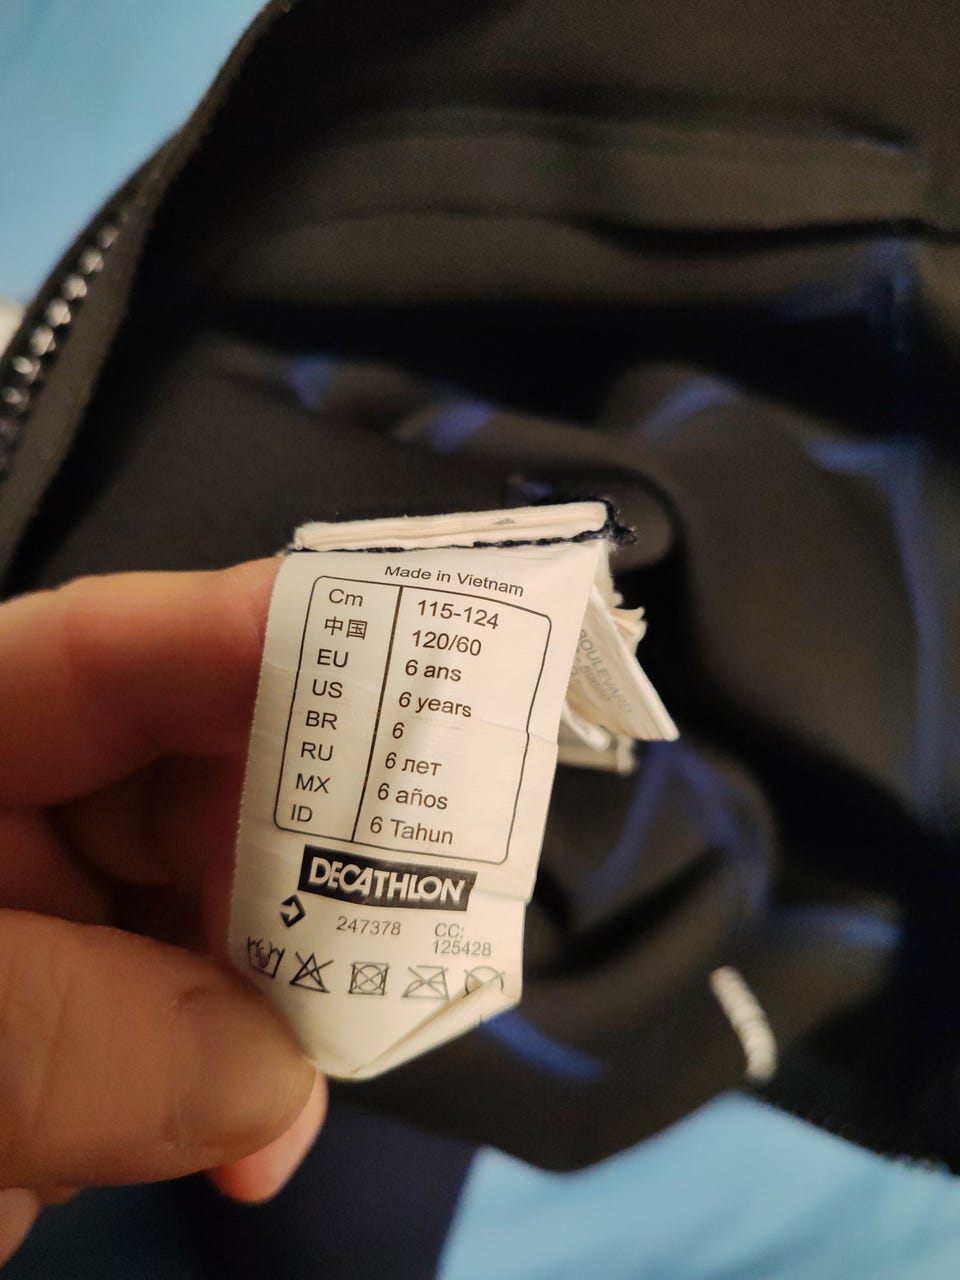 Made in Vietnam
Cm 115-124
中国 120/60
EU 6 ans
US 6 years
BR 6
RU 6 лет
MX 6 años
ID 6 Tahun
DECATHLON
247378 CC:
125428
BOULEVARD